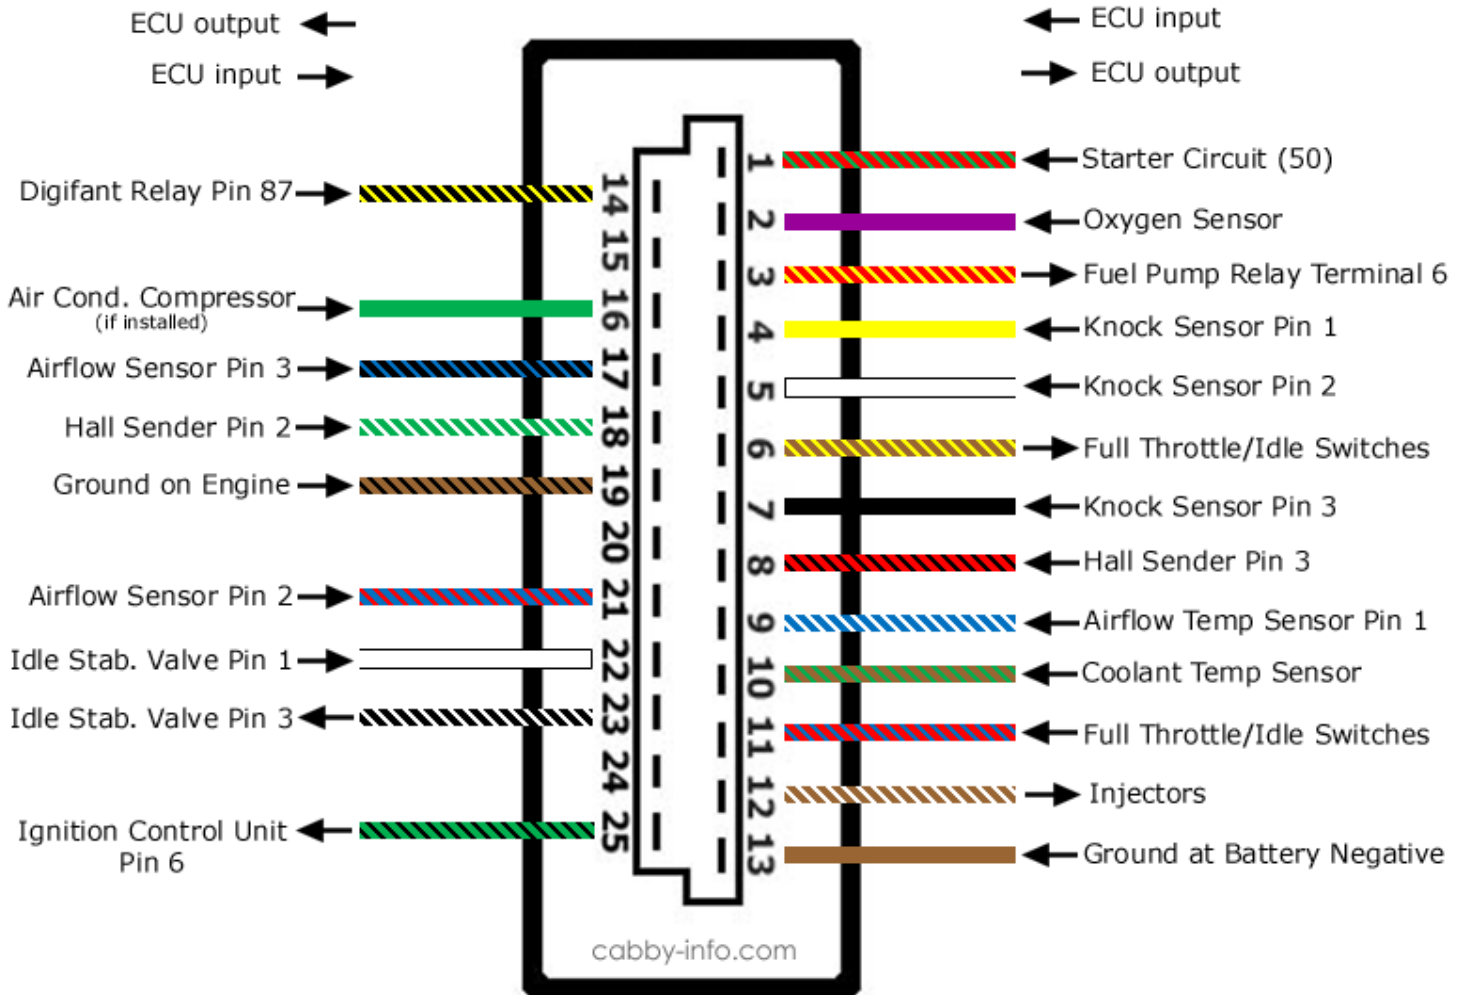 ECU output
ECU input
ECU input
ECU output
Digifant Relay Pin 87
Air Cond. Compressor
(if installed)
Airflow Sensor Pin 3
Hall Sender Pin 2
Ground on Engine
Airflow Sensor Pin 2
Idle Stab. Valve Pin 1
Idle Stab. Valve Pin 3
Ignition Control Unit
Pin 6
14
15
16
17
18
19
20
21
22
23
24
25
1
2
3
4
5
6
7
8
9
10
11
12
13
Starter Circuit (50)
Oxygen Sensor
Fuel Pump Relay Terminal 6
Knock Sensor Pin 1
Knock Sensor Pin 2
Full Throttle/Idle Switches
Knock Sensor Pin 3
Hall Sender Pin 3
Airflow Temp Sensor Pin 1
Coolant Temp Sensor
Full Throttle/Idle Switches
Injectors
Ground at Battery Negative
cabby-info.com